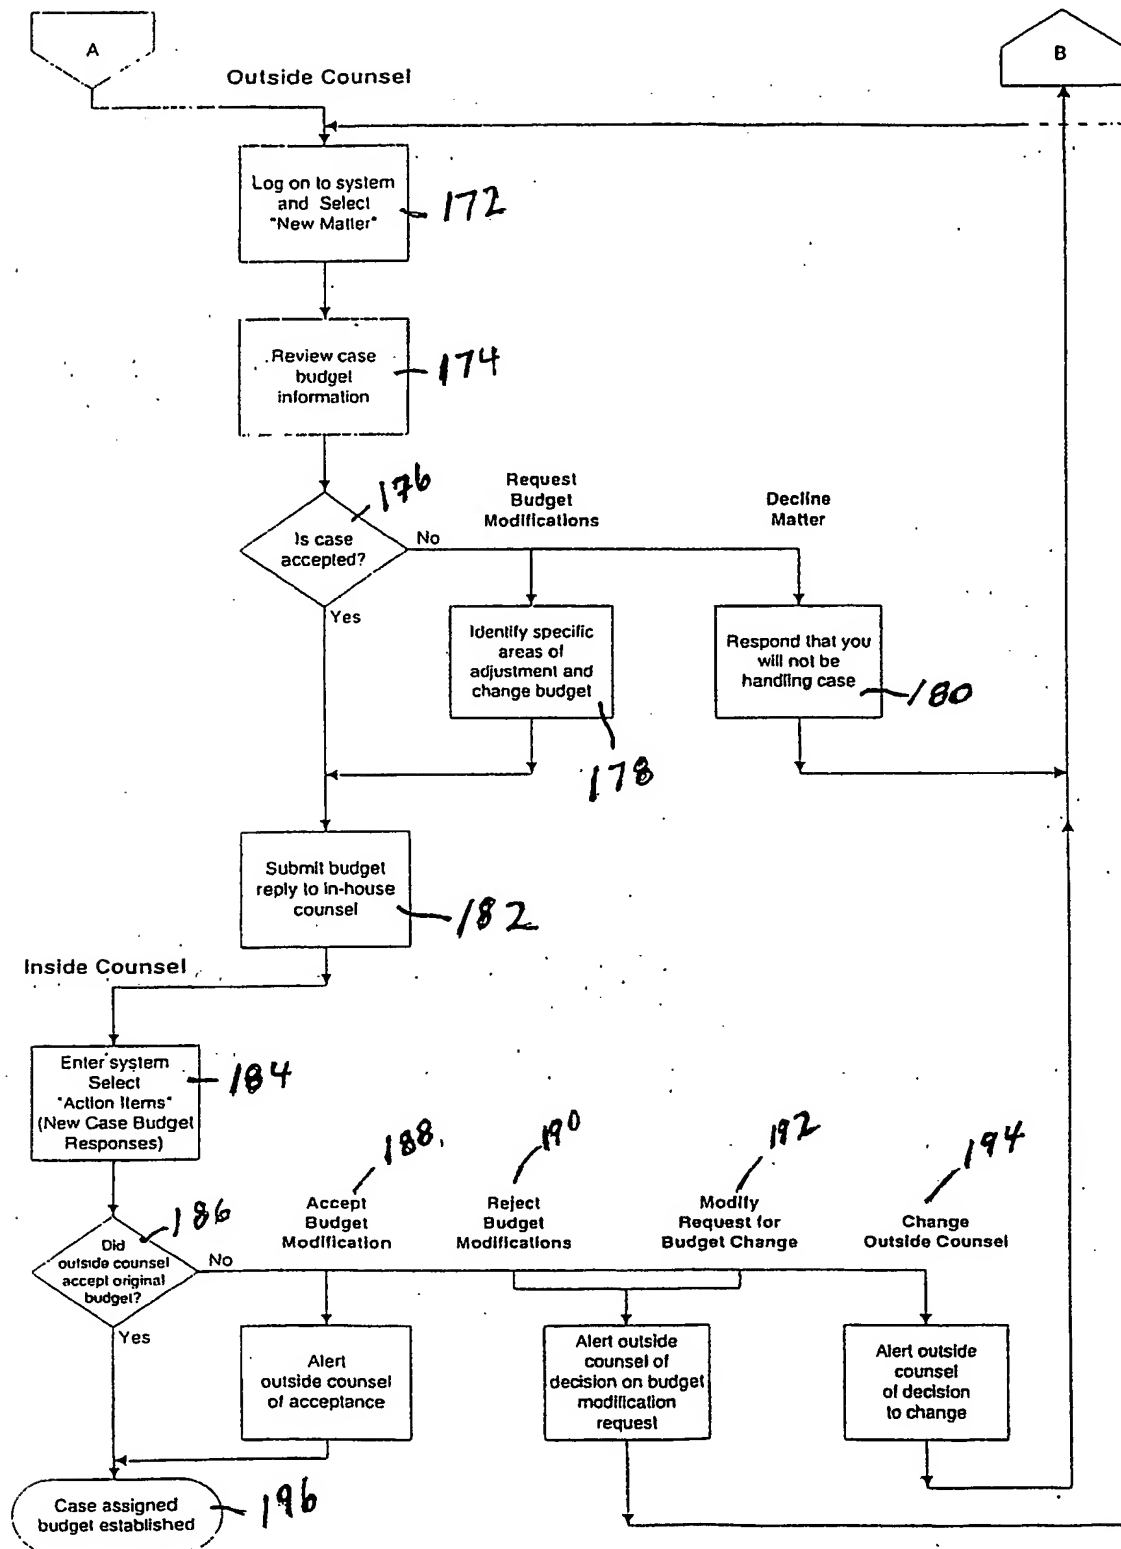 A
B
Outside Counsel
Log on to system
and Select
"New Matter"
172
Review case
budget
information
174
176
Is case
accepted?
No
Yes
Request
Budget
Modifications
Decline
Matter
Identify specific
areas of
adjustment and
change budget
178
Respond that you
will not be
handling case
180
Submit budget
reply to in-house
counsel
182
Inside Counsel
Enter system
Select
"Action Items"
(New Case Budget
Responses)
184
186
Did
outside counsel
accept original
budget?
No
Yes
188
Accept
Budget
Modification
190
Reject
Budget
Modifications
192
Modify
Request for
Budget Change
194
Change
Outside Counsel
Alert
outside counsel
of acceptance
Alert outside
counsel of
decision on budget
modification
request
Alert outside
counsel
of decision
to change
Case assigned
budget established
196